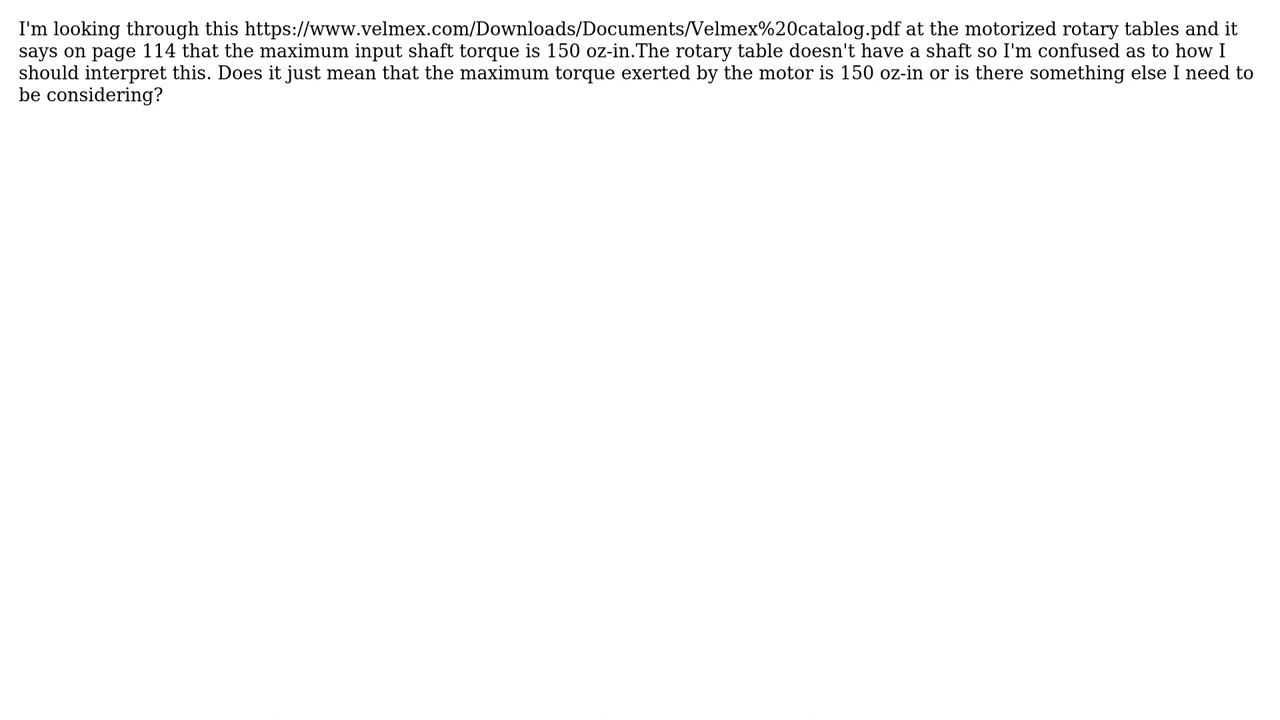 I'm looking through this https://www.velmex.com/Downloads/Documents/Velmex%20catalog.pdf at the motorized rotary tables and it
says on page 114 that the maximum input shaft torque is 150 oz-in.The rotary table doesn't have a shaft so I'm confused as to how I
should interpret this. Does it just mean that the maximum torque exerted by the motor is 150 oz-in or is there something else I need to
be considering?